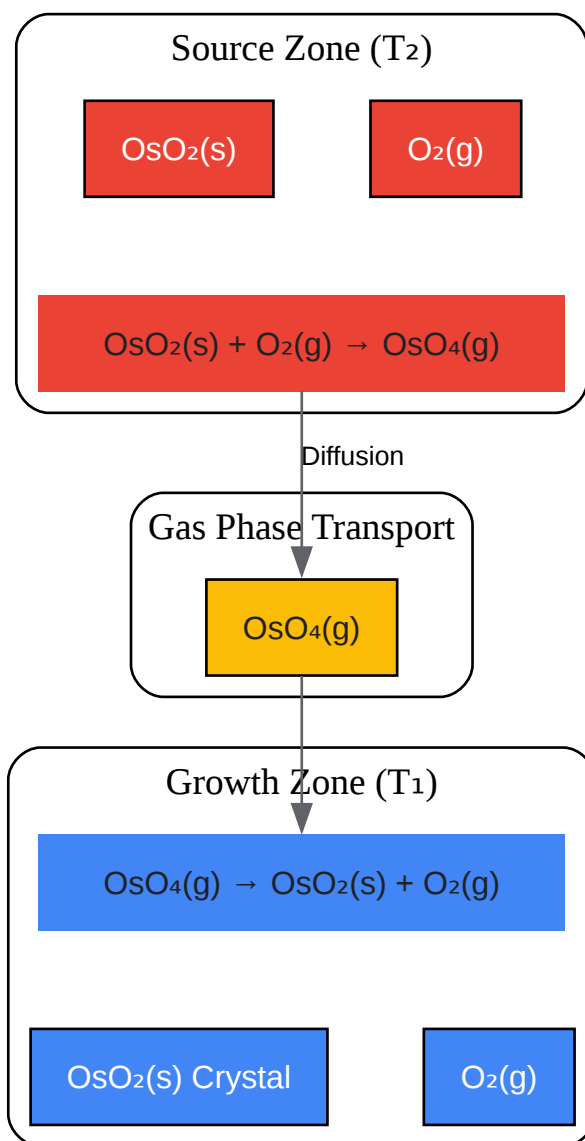 Source Zone (T₂)
OsO₂(s)
O₂(g)
OsO₂(s) + O₂(g) → OsO₄(g)
Diffusion
Gas Phase Transport
OsO₄(g)
Growth Zone (T₁)
OsO₄(g) → OsO₂(s) + O₂(g)
OsO₂(s) Crystal
O₂(g)